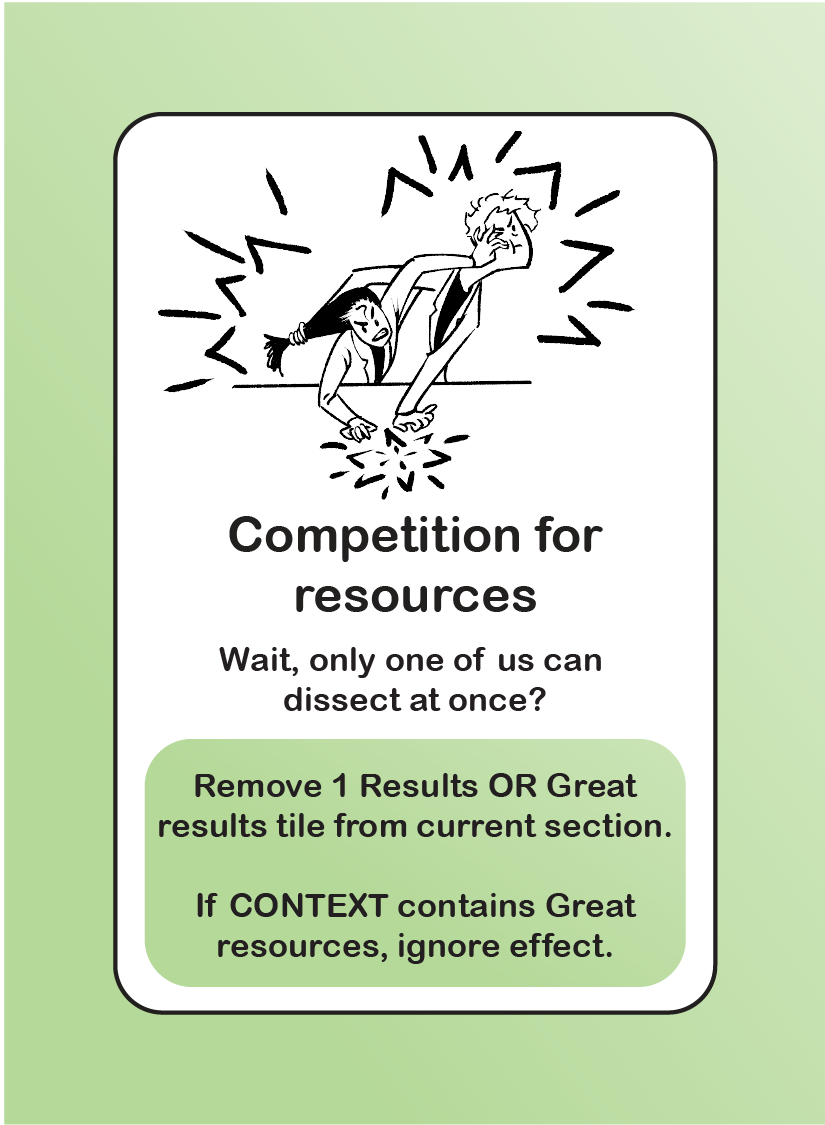 Competition for
resources
Wait, only one of us can
dissect at once?
Remove 1 Results OR Great
results tile from current section.
If CONTEXT contains Great
resources, ignore effect.